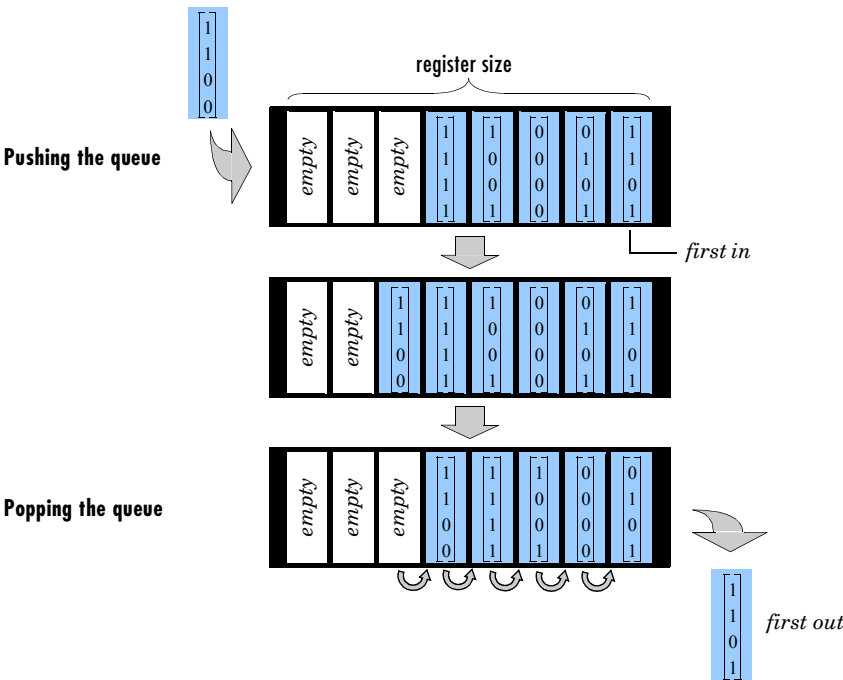 1
1
0
0
register size
Pushing the queue
empty empty empty 1 1 0 0 1
1 0 0 1 1
1 0 0 0 0
1 1 0 1 1
first in
empty empty 1 1 1 0 0 1
1 1 0 0 1 1
0 1 0 0 0 0
0 1 1 0 1 1
Popping the queue
empty empty empty 1 1 1 0 0
1 1 0 0 1
0 1 0 0 0
0 1 1 0 1
1
1
0
1
first out